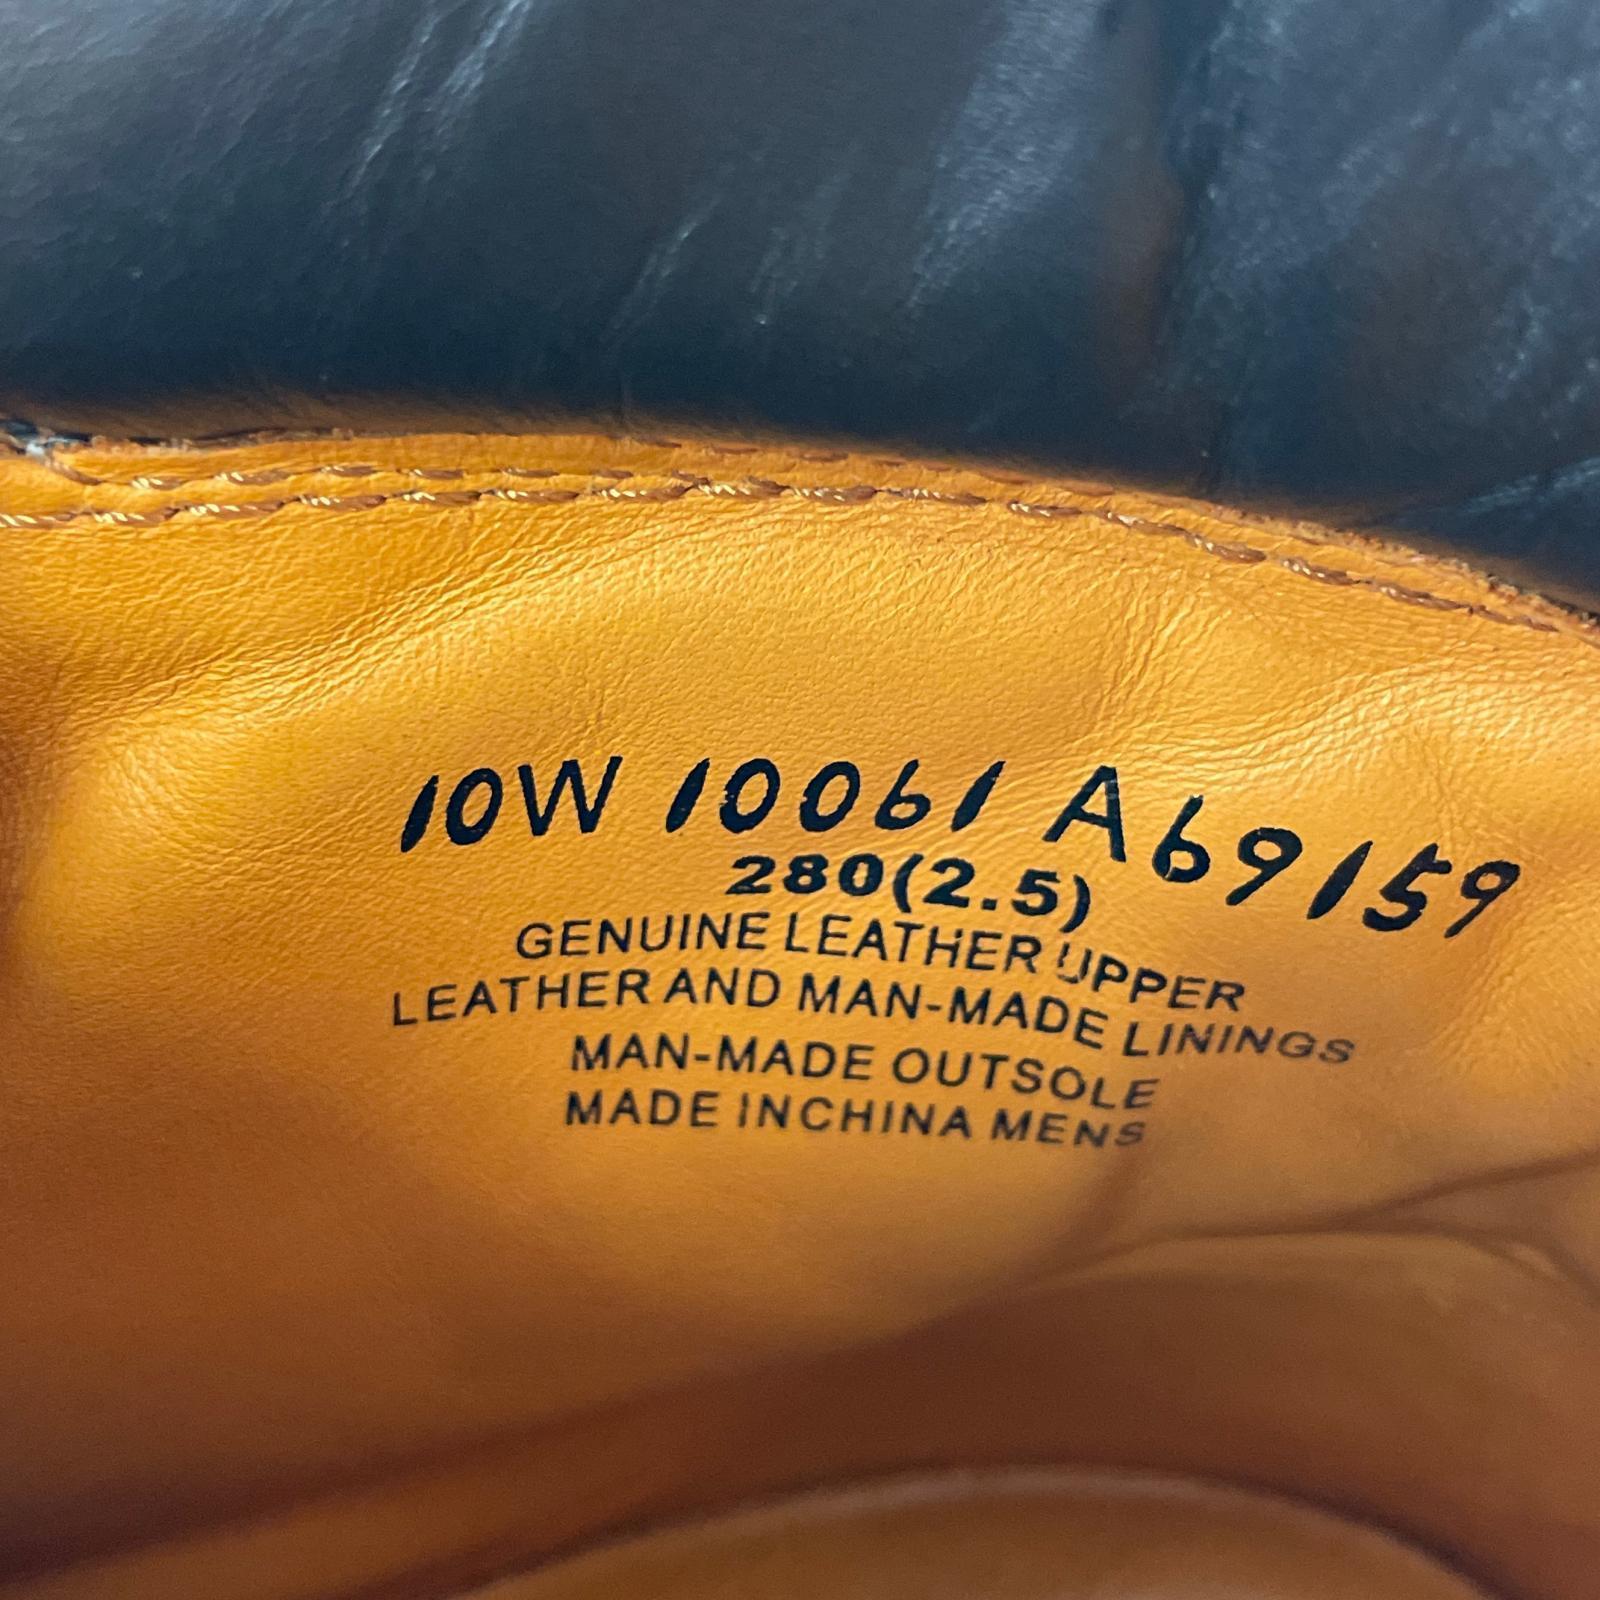 10W 10061 A69159
280(2.5)
GENUINE LEATHER UPPER
LEATHER AND MAN-MADE LININGS
MAN-MADE OUTSOLE
MADE IN CHINA MENS